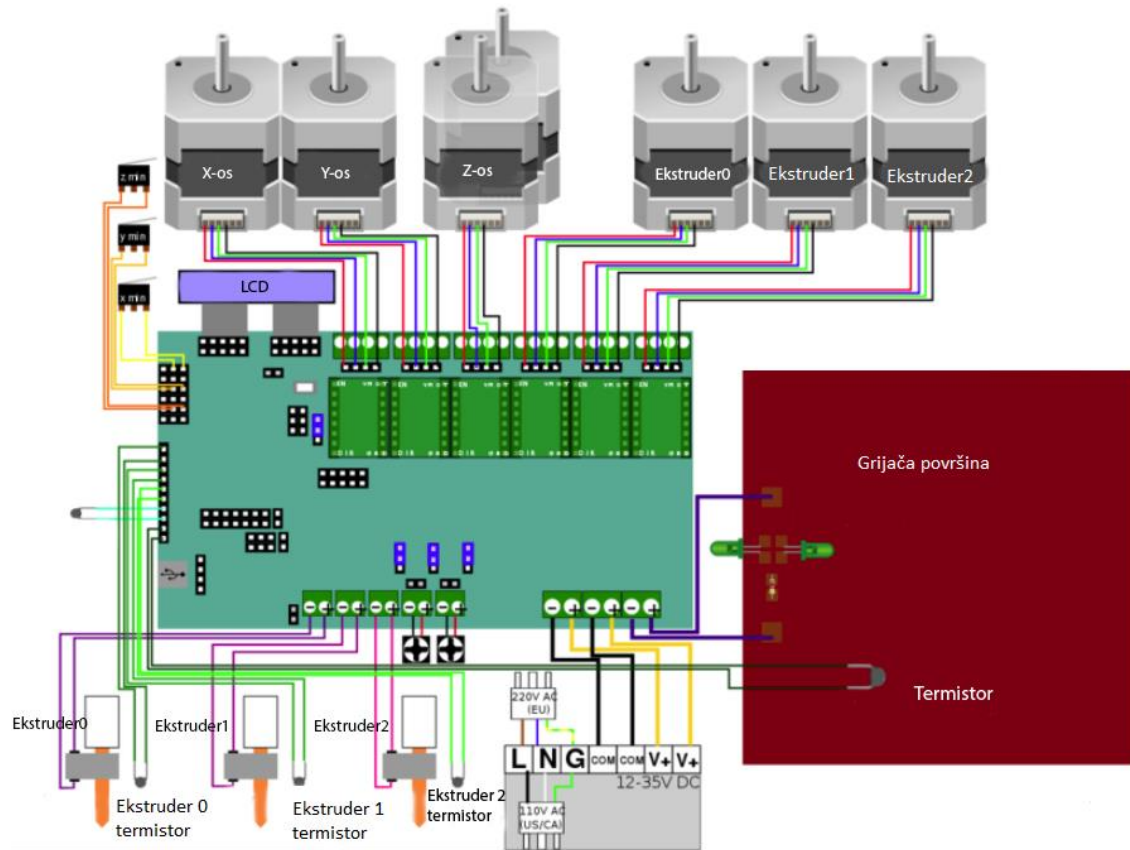 X-os
Y-os
Z-os
Ekstruder0
Ekstruder1
Ekstruder2
z min
y min
x min
LCD
Grijača površina
Termistor
Ekstruder0
Ekstruder1
Ekstruder2
Ekstruder 0
termistor
Ekstruder 1
termistor
Ekstruder 2
termistor
220V AC
(EU)
L N G COM COM V+ V+
12-35V DC
110V AC
(US/CA)